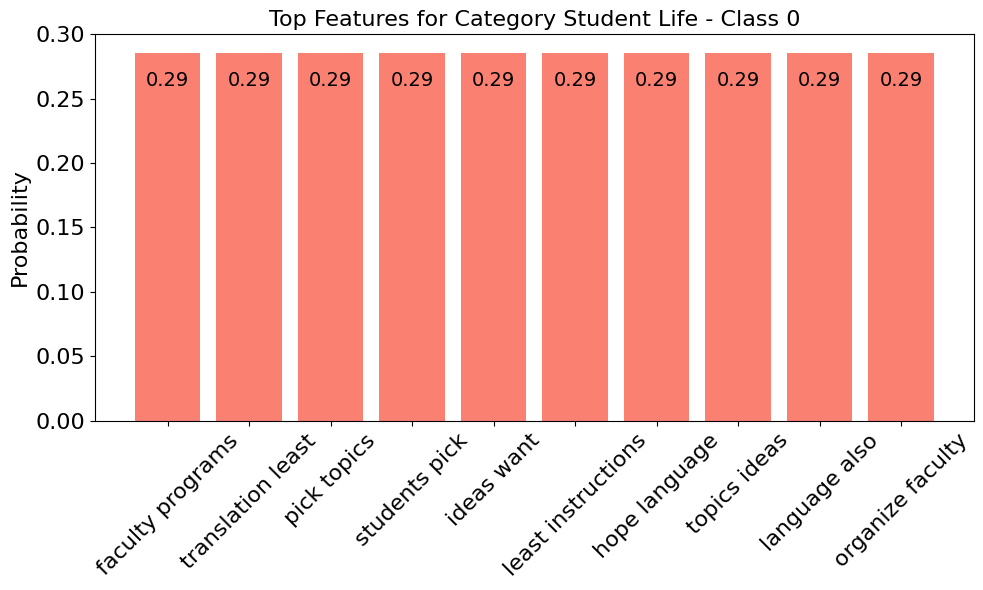 Top Features for Category Student Life - Class 0
Probability
0.30
0.25
0.20
0.15
0.10
0.05
0.00
0.29 0.29 0.29 0.29 0.29 0.29 0.29 0.29 0.29 0.29
faculty programs
translation least
pick topics
students pick
ideas want
least instructions
hope language
topics ideas
language also
organize faculty